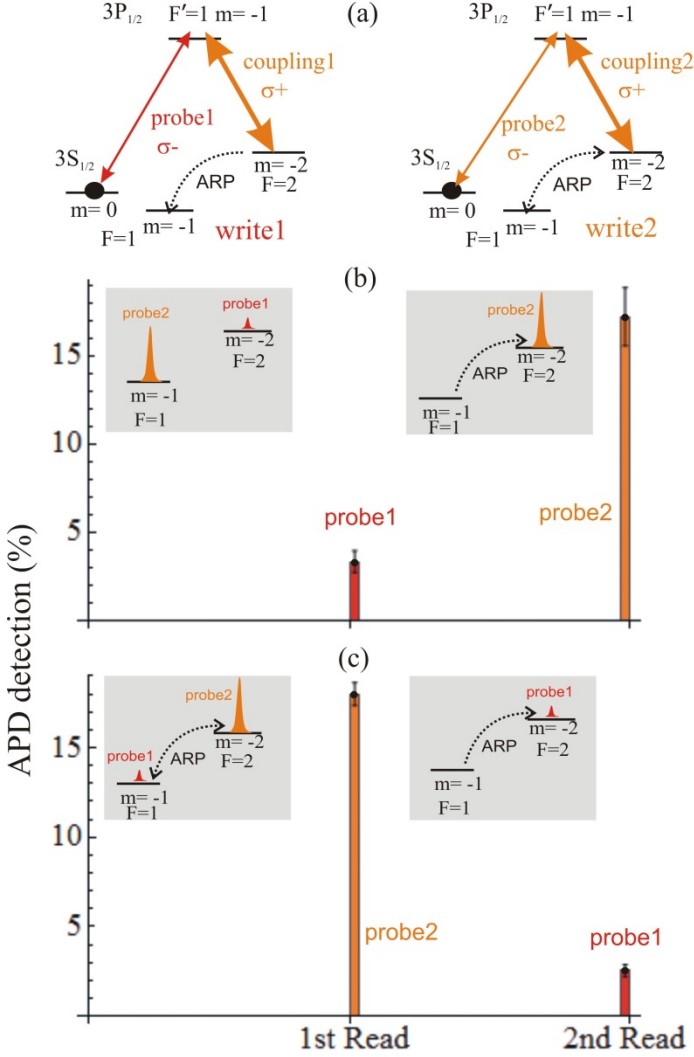 (a)
3P1/2 F′=1 m= -1
coupling1
σ+
probe1
σ-
3S1/2
m= 0
ARP
m= -2
F=2
F=1
m= -1
write1
3P1/2 F′=1 m= -1
coupling2
σ+
probe2
σ-
3S1/2
m= 0
ARP
m= -2
F=2
F=1
m= -1
write2
(b)
APD detection (%)
15
10
5
probe2
m= -1
F=1
probe1
m= -2
F=2
probe2
ARP
m= -2
F=2
m= -1
F=1
probe1
probe2
(c)
15
10
5
probe2
probe1
ARP
m= -2
F=2
m= -1
F=1
probe1
ARP
m= -2
F=2
m= -1
F=1
probe2
probe1
1st Read
2nd Read